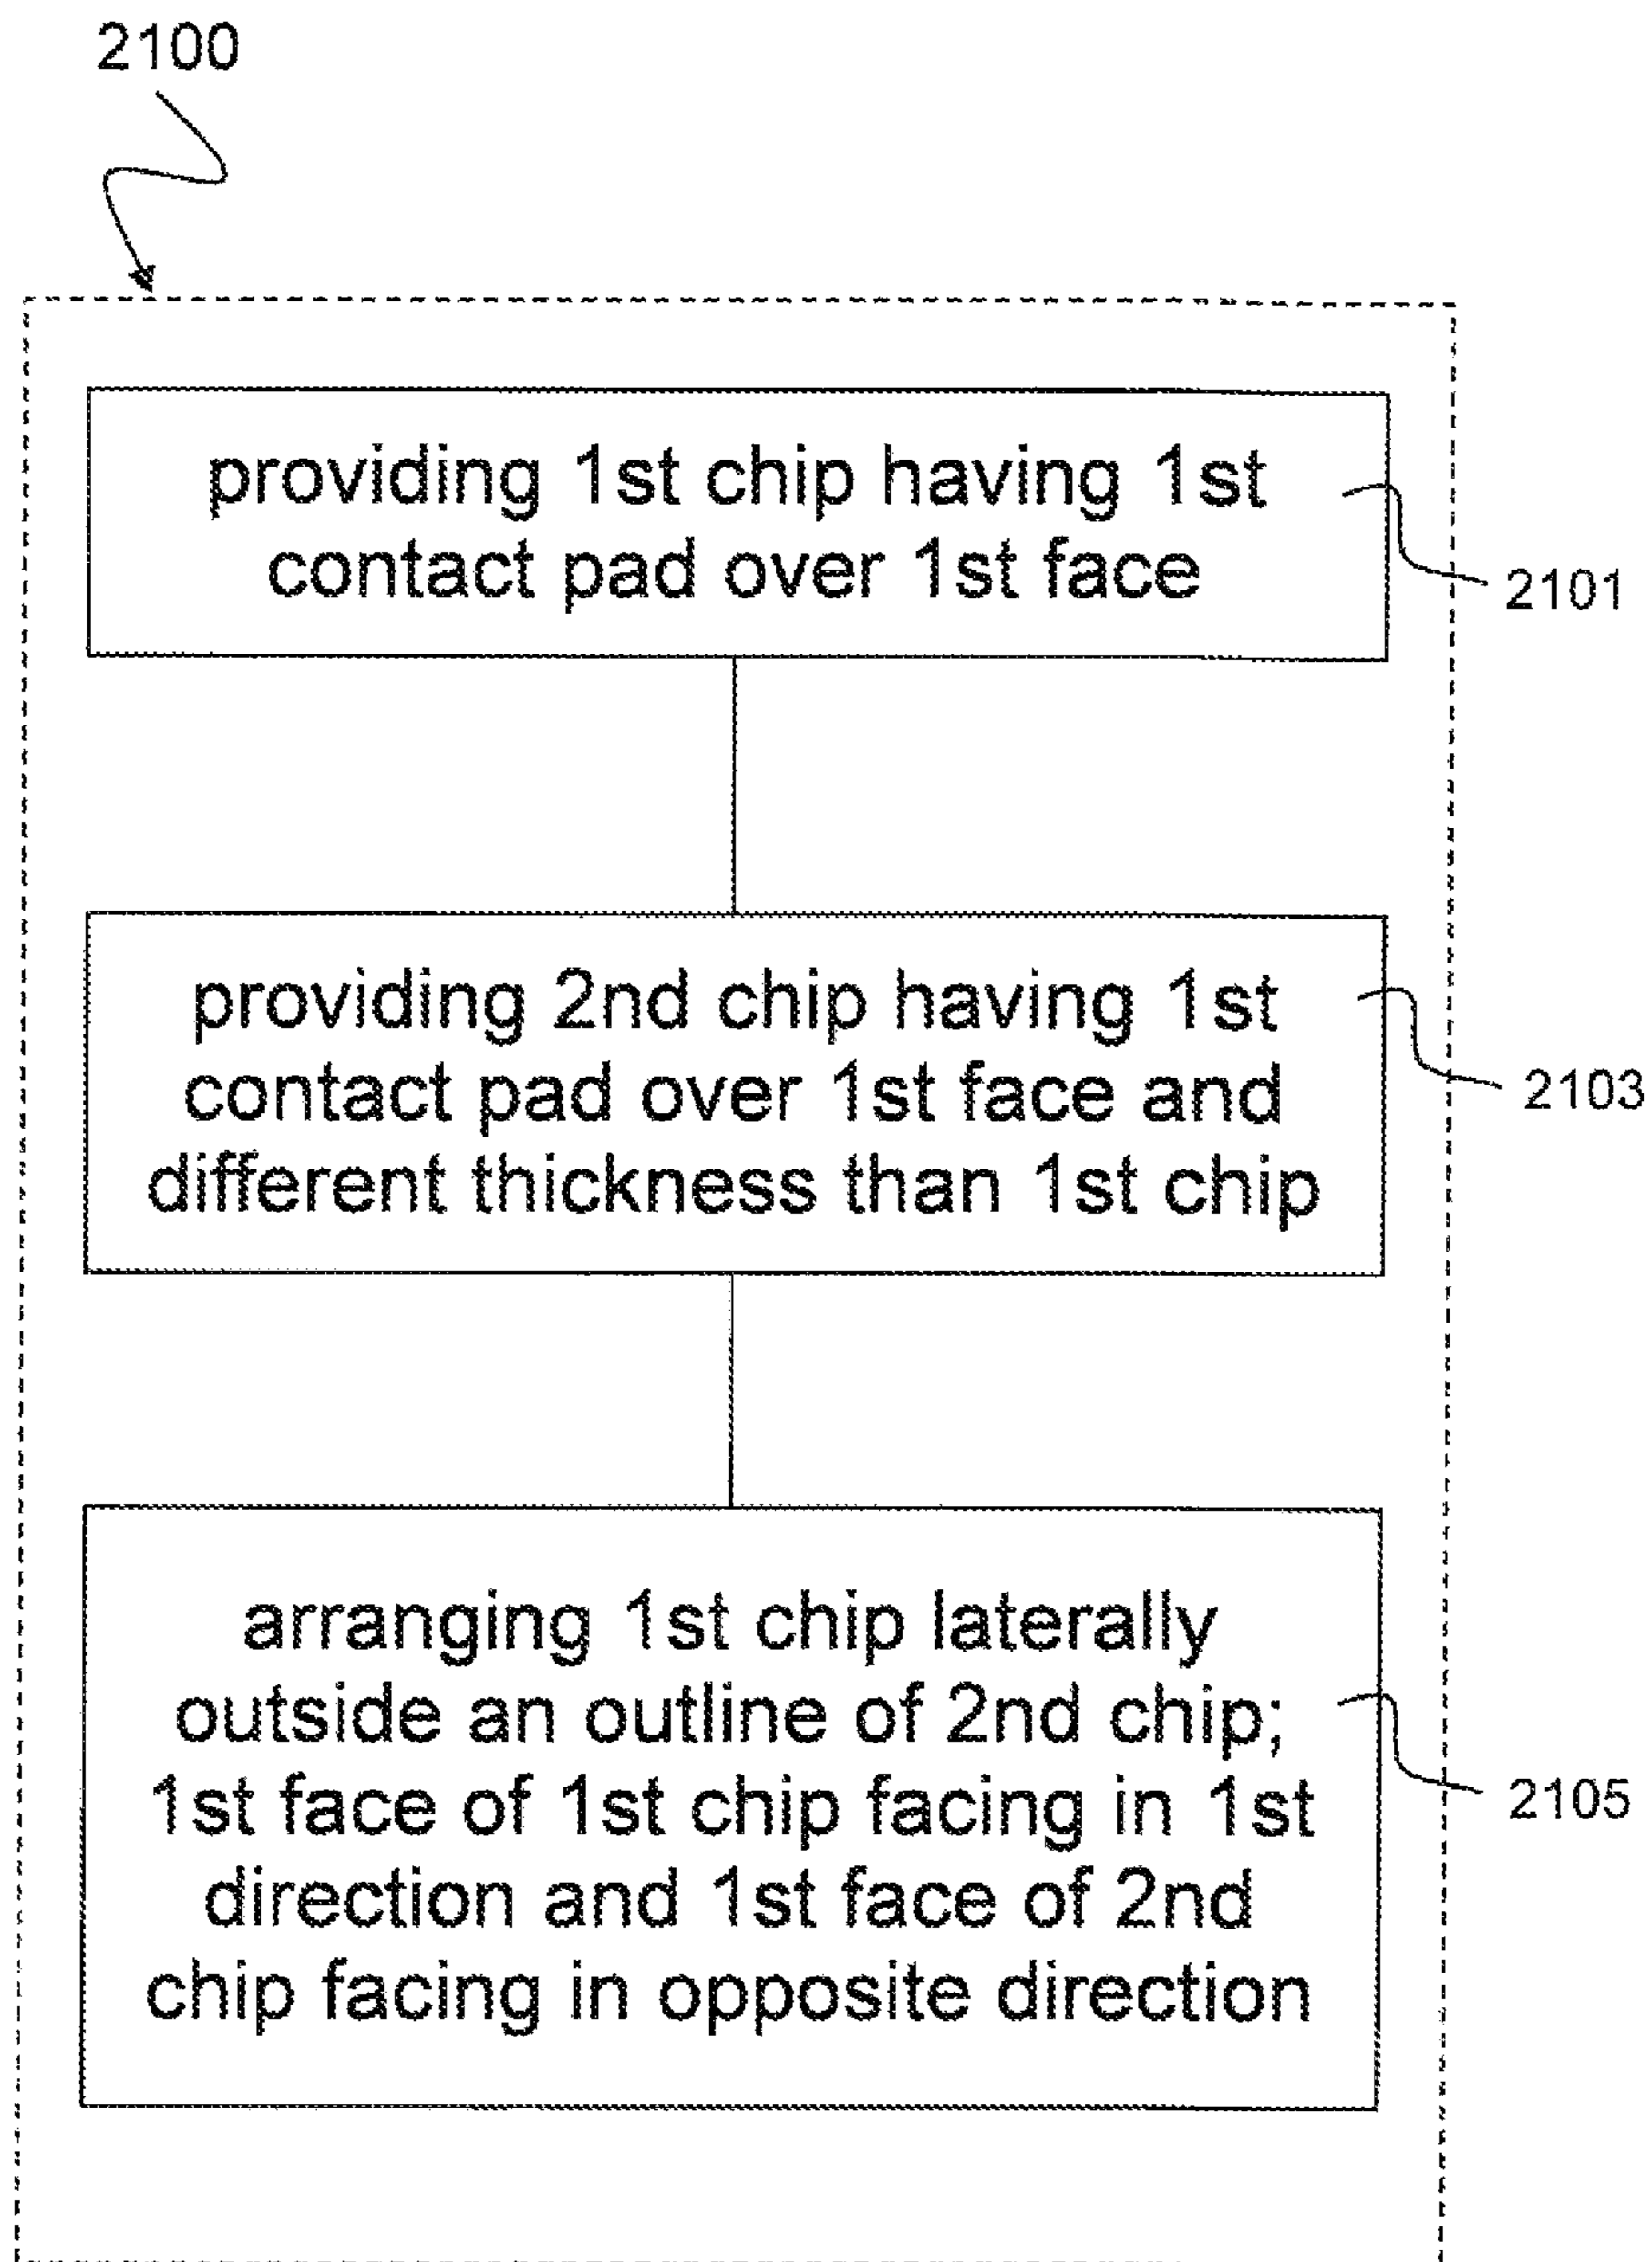 2100
providing 1st chip having 1st
contact pad over 1st face
2101
providing 2nd chip having 1st
contact pad over 1st face and
different thickness than 1st chip
2103
arranging 1st chip laterally
outside an outline of 2nd chip;
1st face of 1st chip facing in 1st
direction and 1st face of 2nd
chip facing in opposite direction
2105